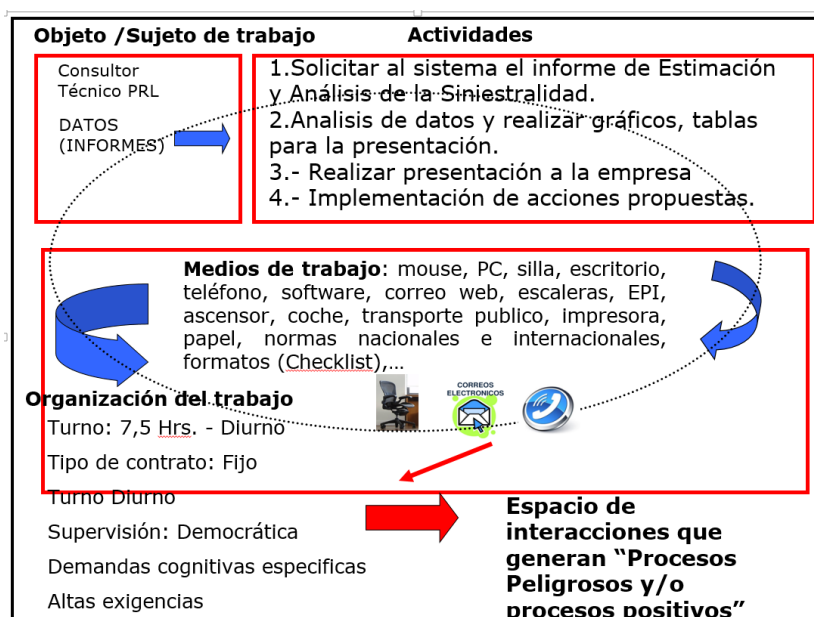 Objeto /Sujeto de trabajo
Actividades
Consultor
Técnico PRL
DATOS
(INFORMES)
1.Solicitar al sistema el informe de Estimación
y Análisis de la Siniestralidad.
2.Analisis de datos y realizar gráficos, tablas
para la presentación.
3.- Realizar presentación a la empresa
4.- Implementación de acciones propuestas.
Medios de trabajo: mouse, PC, silla, escritorio,
teléfono, software, correo web, escaleras, EPI,
ascensor, coche, transporte publico, impresora,
papel, normas nacionales e internacionales,
formatos (Checklist),...
CORREOS
ELECTRONICOS
Organización del trabajo
Turno: 7,5 Hrs. - Diurno
Tipo de contrato: Fijo
Turno Diurno
Supervisión: Democrática
Demandas cognitivas especificas
Altas exigencias
Espacio de
interacciones que
generan “Procesos
Peligrosos y/o
procesos positivos”